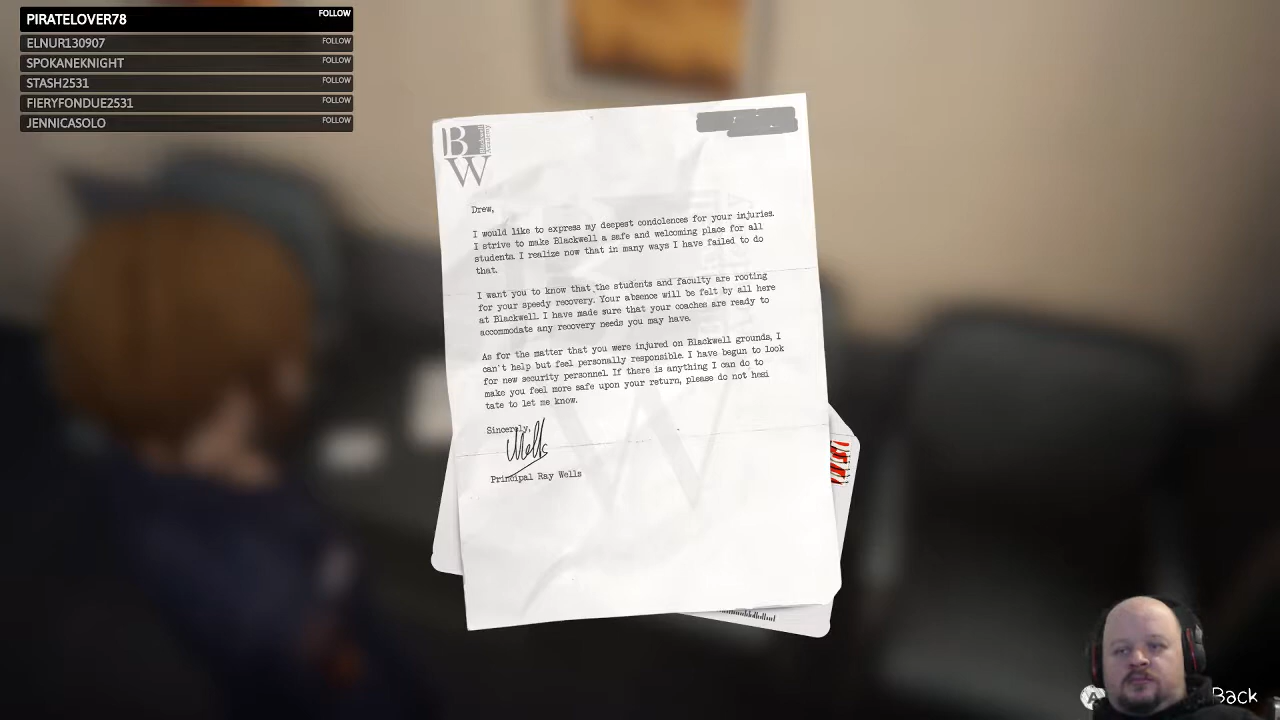 PIRATELOVER78 FOLLOW
ELNUR130907 FOLLOW
SPOKANEKNIGHT FOLLOW
STASH2531 FOLLOW
FIERYFONDUE2531 FOLLOW
JENNICASOLO FOLLOW
BW Blackwell Academy
Drew,
I would like to express my deepest condolences for your injuries.
I strive to make Blackwell a safe and welcoming place for all
students. I realize now that in many ways I have failed to do
that.
I want you to know that the students and faculty are rooting
for your speedy recovery. Your absence will be felt by all here
at Blackwell. I have made sure that your coaches are ready to
accommodate any recovery needs you may have.
As for the matter that you were injured on Blackwell grounds, I
can't help but feel personally responsible. I have begun to look
for new security personnel. If there is anything I can do to
make you feel more safe upon your return, please do not hesi
tate to let me know.
Sincerely,
Wells
Principal Ray Wells
A Back